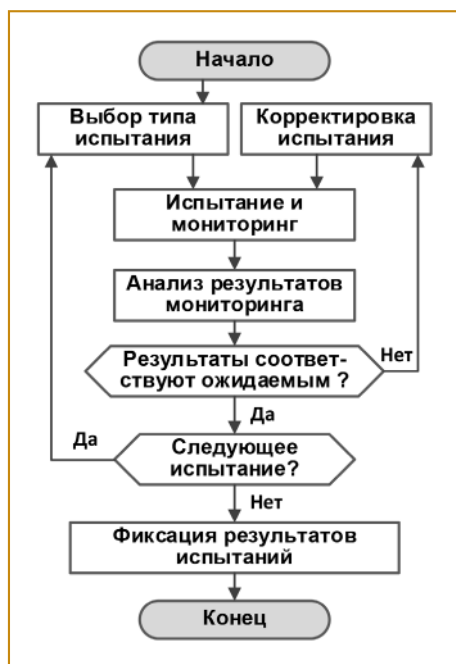 Начало
Выбор типа
испытания
Корректировка
испытания
Испытание и
мониторинг
Анализ результатов
мониторинга
Результаты соответ-
ствуют ожидаемым ?
Нет
Да
Да
Следующее
испытание?
Нет
Фиксация результатов
испытаний
Конец